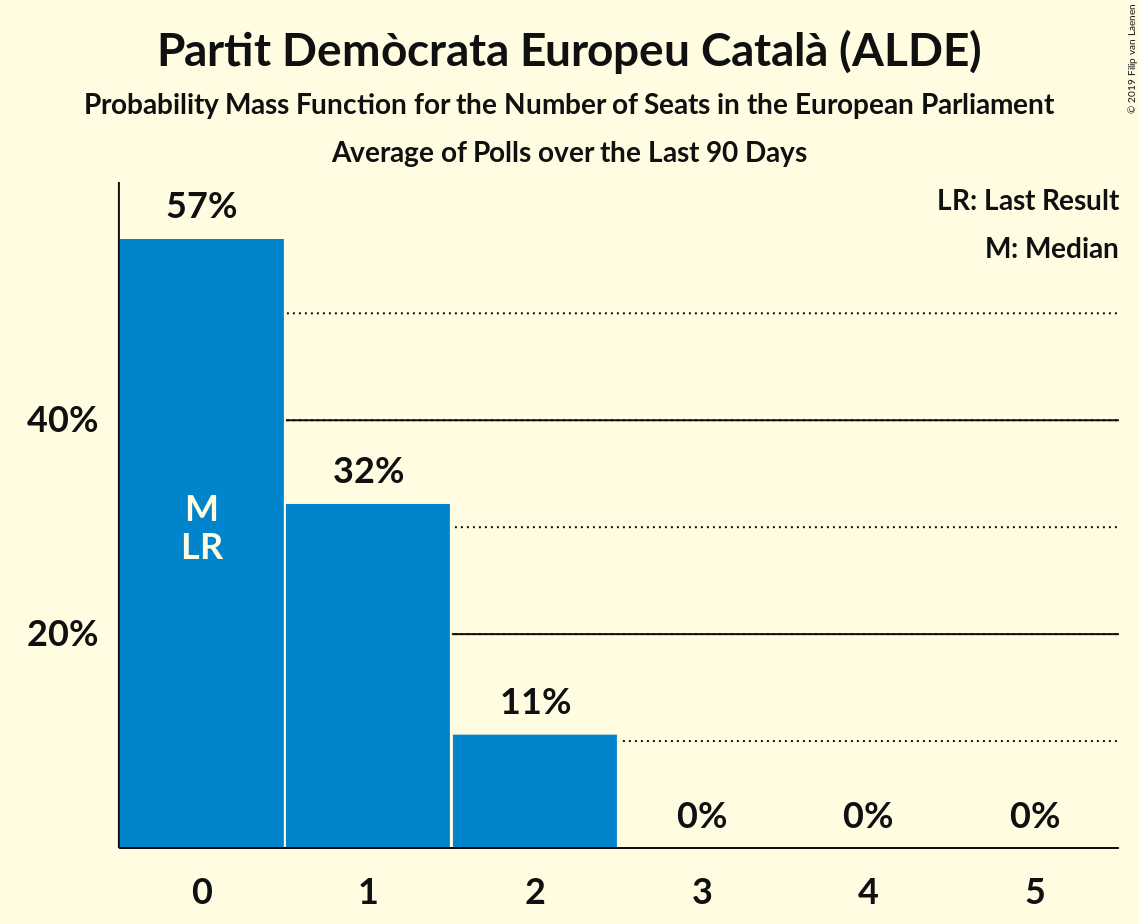 Partit Demòcrata Europeu Català (ALDE)
Probability Mass Function for the Number of Seats in the European Parliament
Average of Polls over the Last 90 Days
© 2019 Filip van Laenen
LR: Last Result
M: Median
57%
40%
32%
M
LR
20%
11%
0%
0%
0%
0
1
2
3
4
5